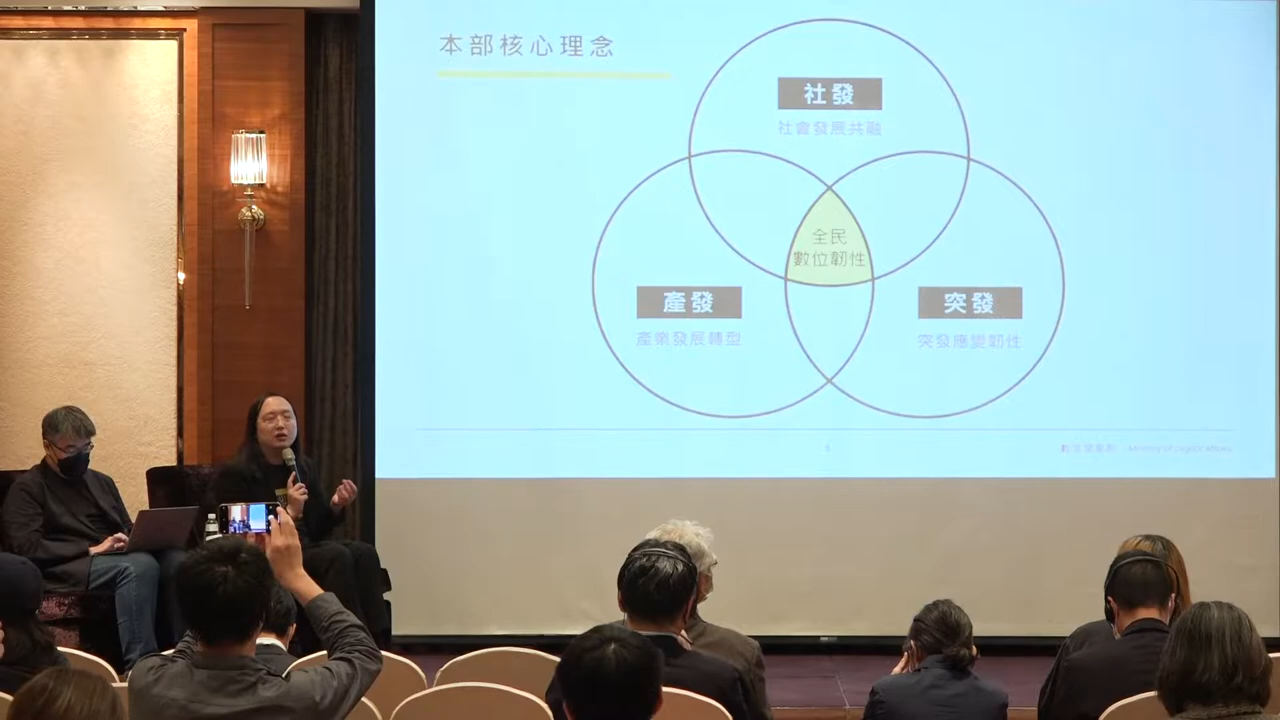 本部核心理念
社發
社會發展共融
全民
數位韌性
產發
產業發展轉型
突發
突發應變韌性